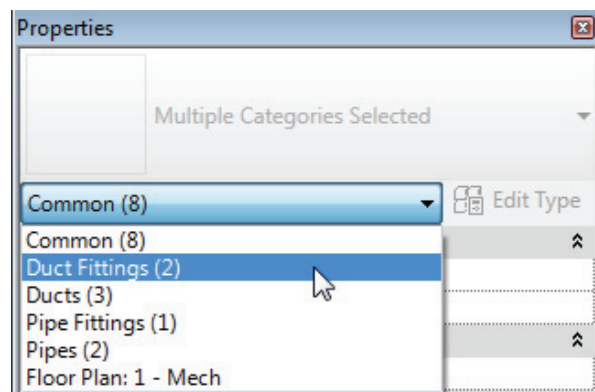 Properties
Multiple Categories Selected
Common (8)
Edit Type
Common (8)
Duct Fittings (2)
Ducts (3)
Pipe Fittings (1)
Pipes (2)
Floor Plan: 1 - Mech